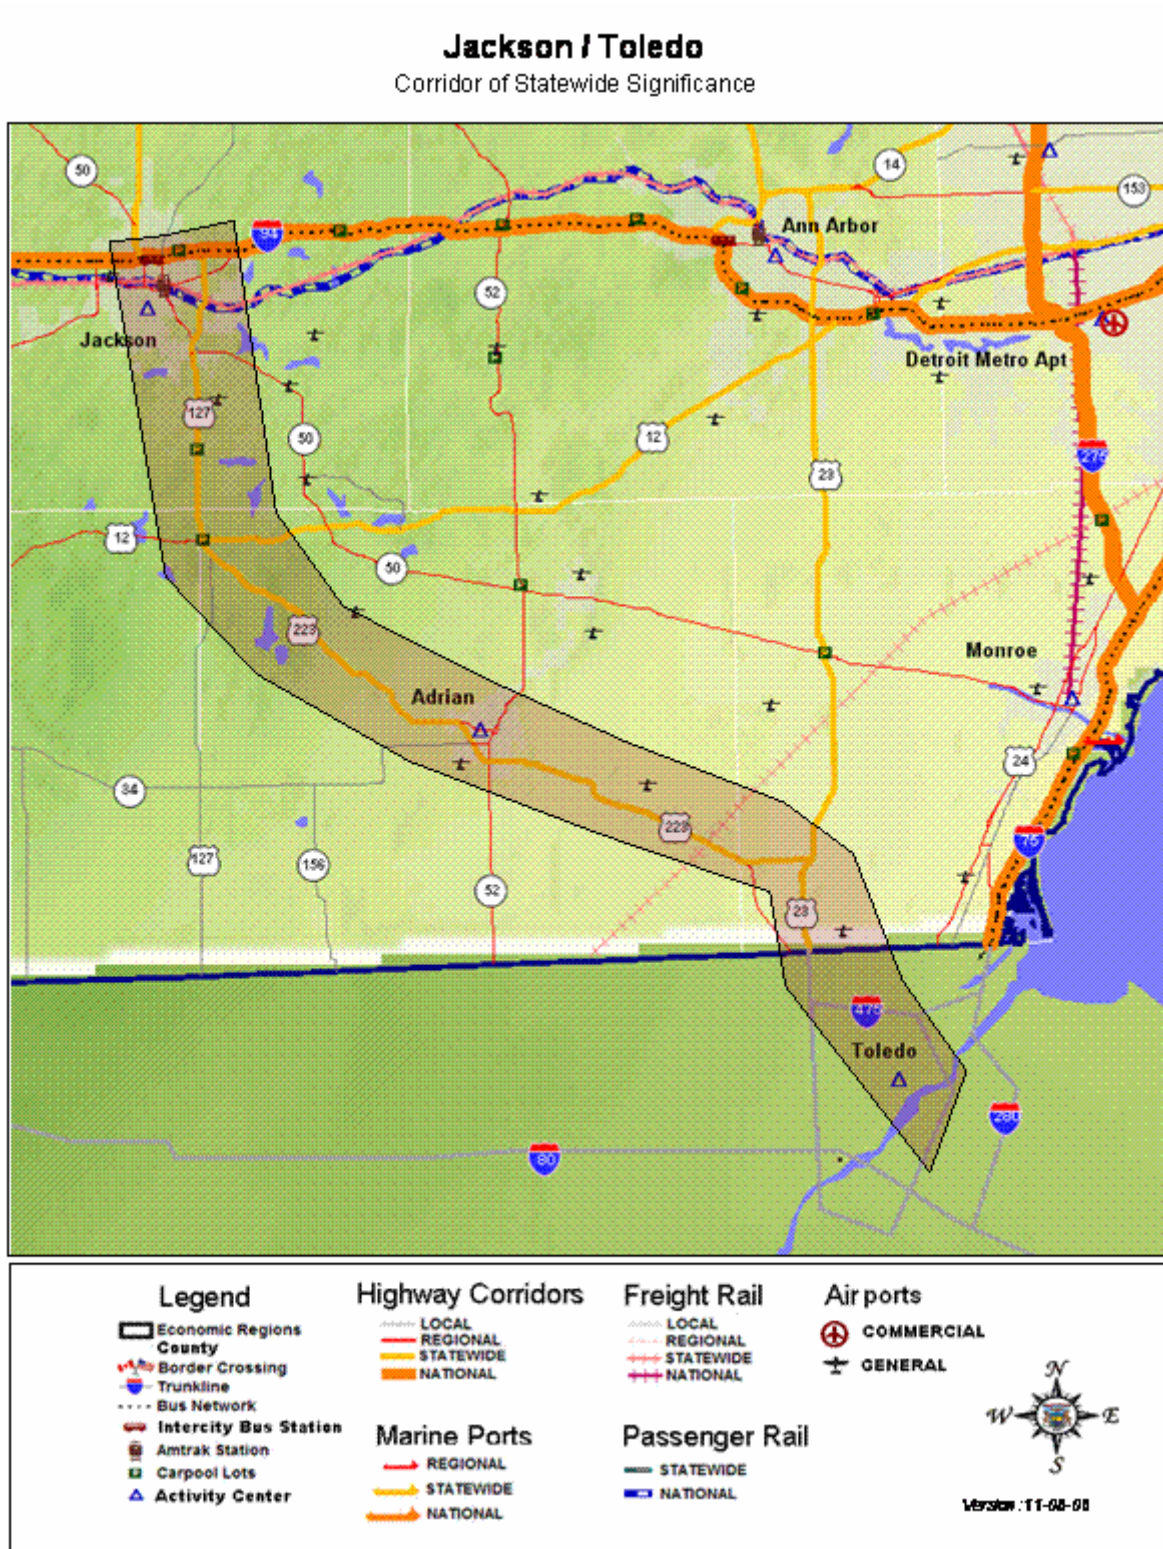 Jackson / Toledo
Corridor of Statewide Significance
50
14
153
94
Ann Arbor
52
Jackson
Detroit Metro Apt
127
50
12
23
275
12
50
223
Monroe
Adrian
24
34
223
127
156
75
52
23
475
Toledo
280
80
Legend
Economic Regions
County
Border Crossing
Trunkline
Bus Network
Intercity Bus Station
Amtrak Station
Carpool Lots
Activity Center
Highway Corridors
LOCAL
REGIONAL
STATEWIDE
NATIONAL
Marine Ports
REGIONAL
STATEWIDE
NATIONAL
Freight Rail
LOCAL
REGIONAL
STATEWIDE
NATIONAL
Passenger Rail
STATEWIDE
NATIONAL
Airports
COMMERCIAL
GENERAL
N
W E
S